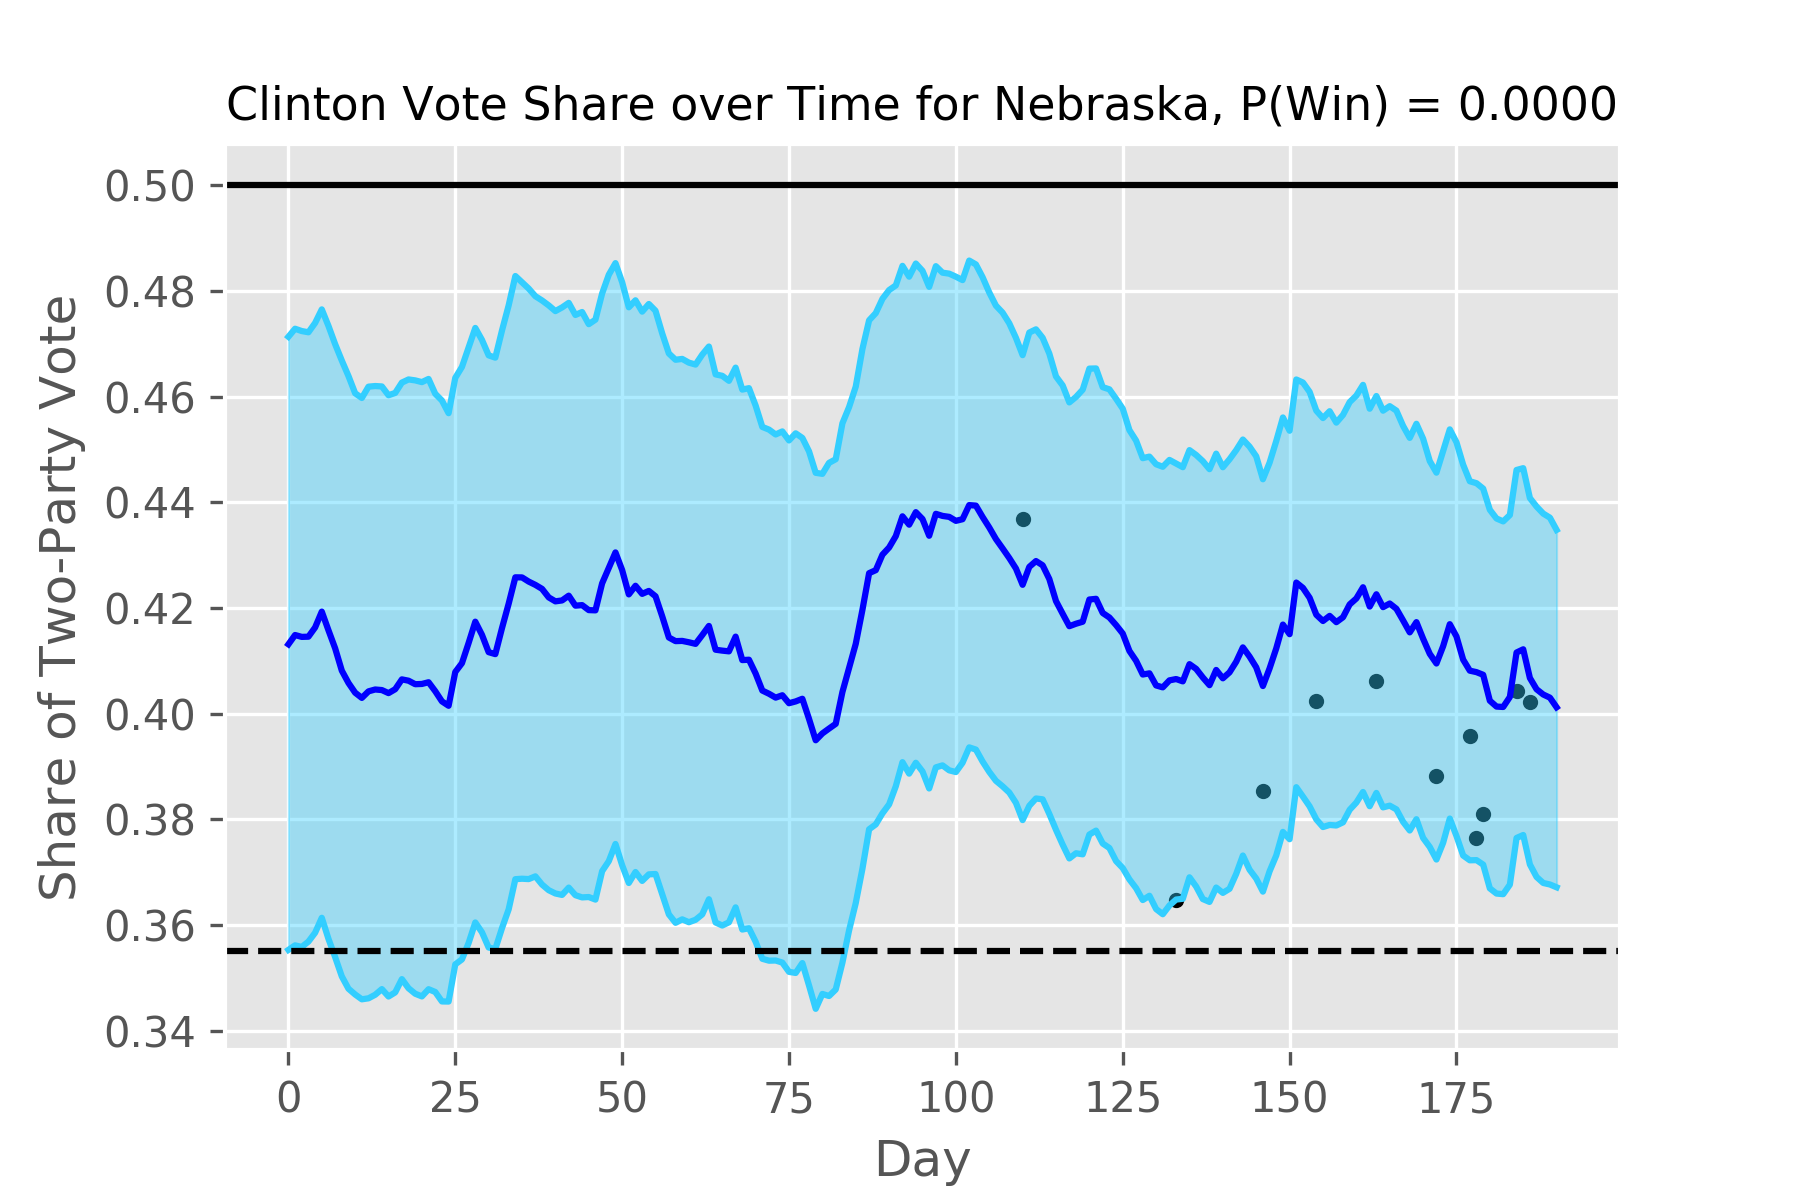 Clinton Vote Share over Time for Nebraska, P(Win) = 0.0000
Share of Two-Party Vote
0.50
0.48
0.46
0.44
0.42
0.40
0.38
0.36
0.34
0 25 50 75 100 125 150 175
Day